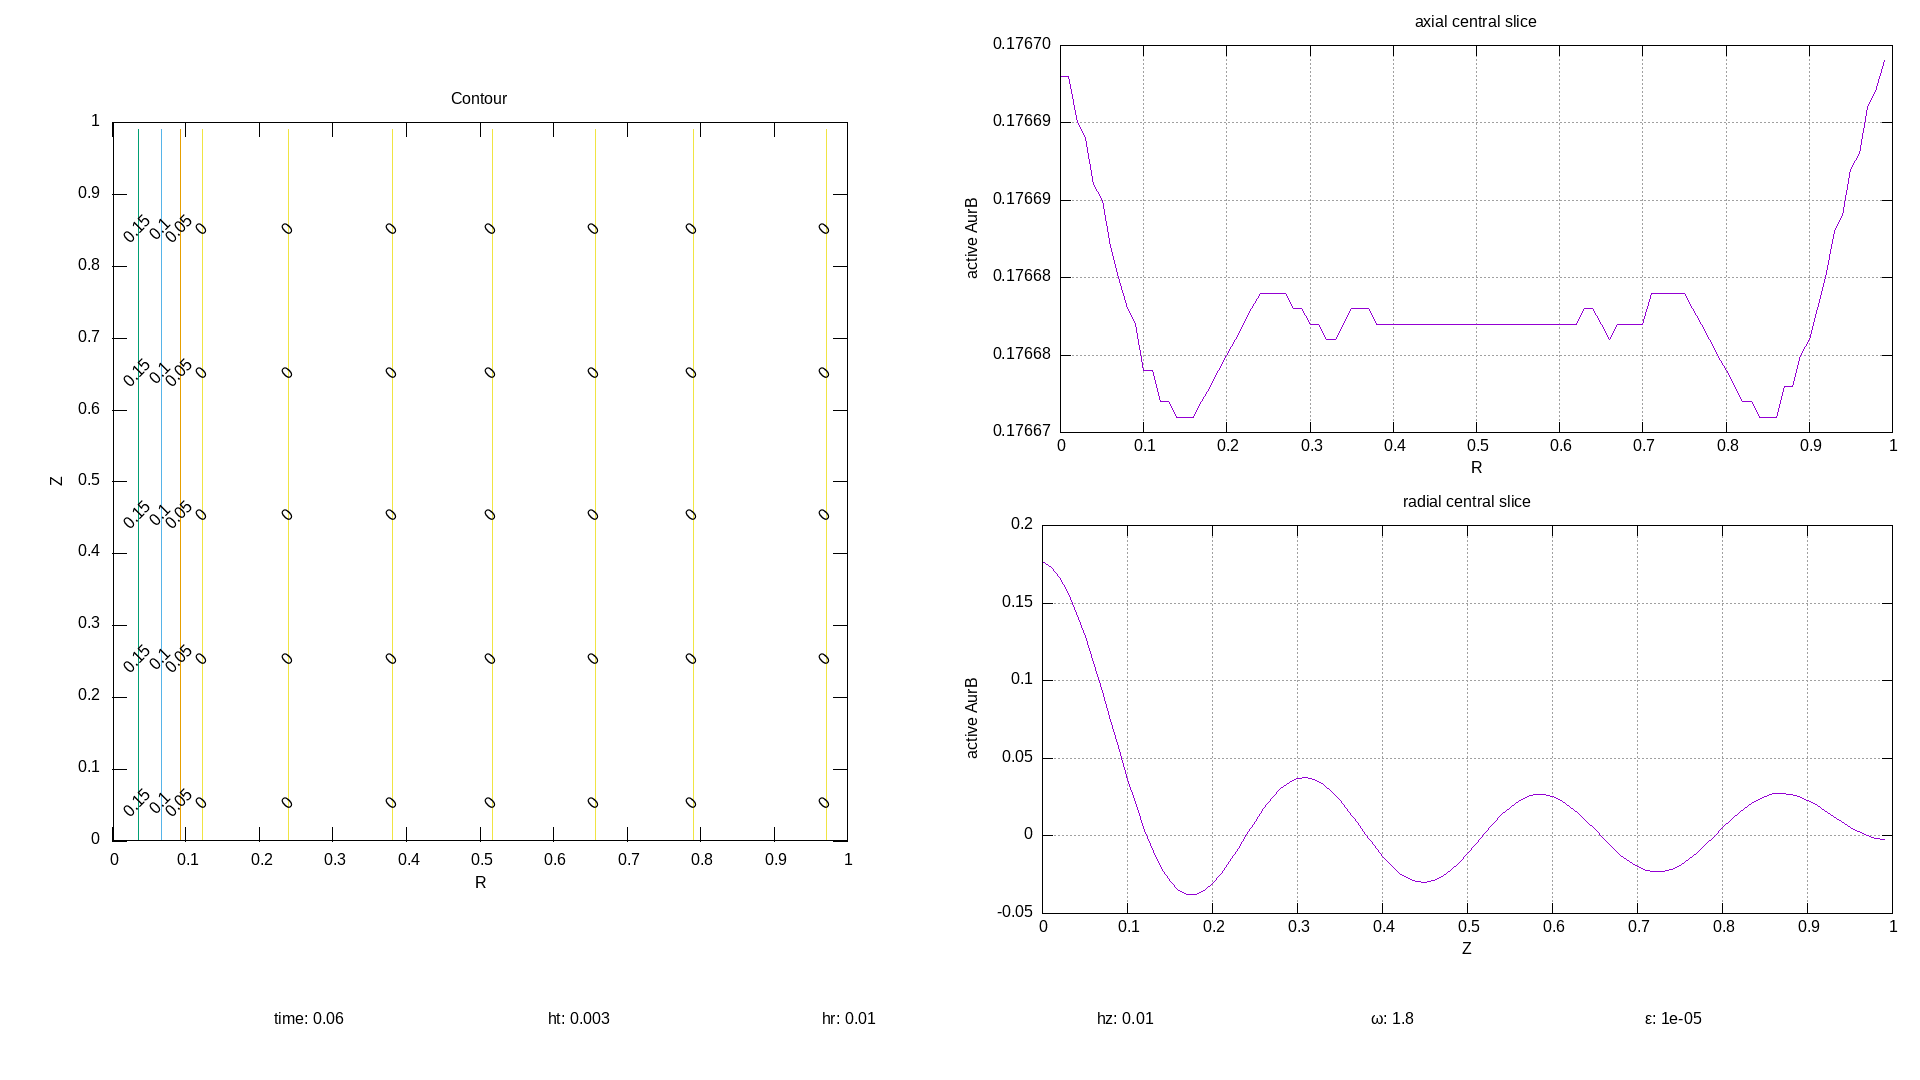 Contour
1
0.9
0.8
0.7
0.6
0.5
0.4
0.3
0.2
0.1
0
Z
0.15 0.1 0.05 0 0 0 0 0 0 0
0.15 0.1 0.05 0 0 0 0 0 0 0
0.15 0.1 0.05 0 0 0 0 0 0 0
0.15 0.1 0.05 0 0 0 0 0 0 0
0.15 0.1 0.05 0 0 0 0 0 0 0
0 0.1 0.2 0.3 0.4 0.5 0.6 0.7 0.8 0.9 1
R
axial central slice
0.17670
0.17669
0.17669
0.17668
0.17668
0.17667
active AurB
0 0.1 0.2 0.3 0.4 0.5 0.6 0.7 0.8 0.9 1
R
radial central slice
0.2
0.15
0.1
0.05
0
-0.05
active AurB
0 0.1 0.2 0.3 0.4 0.5 0.6 0.7 0.8 0.9 1
Z
time: 0.06 ht: 0.003 hr: 0.01 hz: 0.01 ω: 1.8 ε: 1e-05